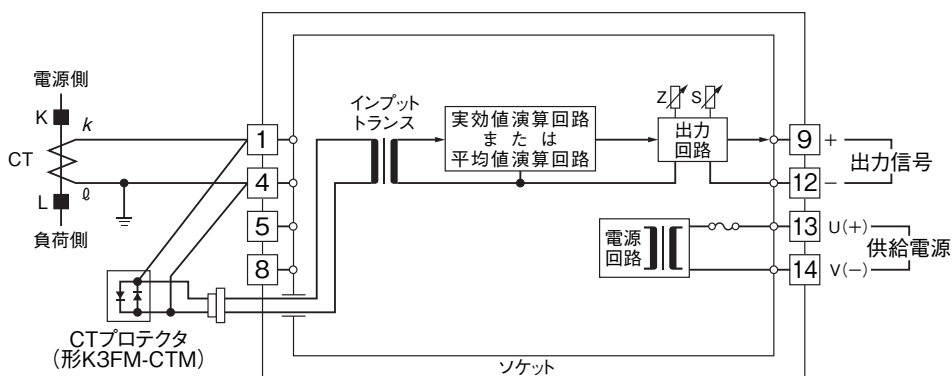 電源側
K
k
CT
ℓ
L
負荷側
1
4
5
8
インプット
トランス
実効値演算回路
または
平均値演算回路
Z
S
出力
回路
9
+
出力信号
12
−
電源
回路
13
U(+)
供給電源
14
V(−)
CTプロテクタ
(形K3FM-CTM)
ソケット